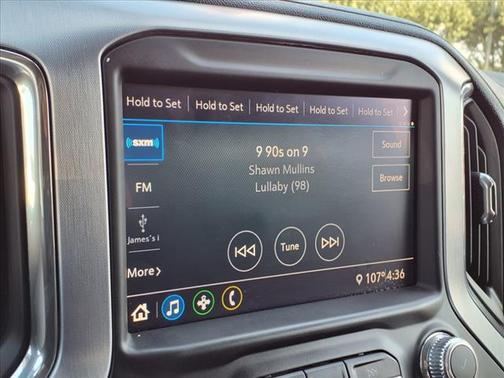 Hold to Set Hold to Set Hold to Set Hold to Set Hold to Set
sxm
9 90s on 9
Sound
Shawn Mullins
Lullaby (98)
FM
Browse
James's i
Tune
More
107° 4:36